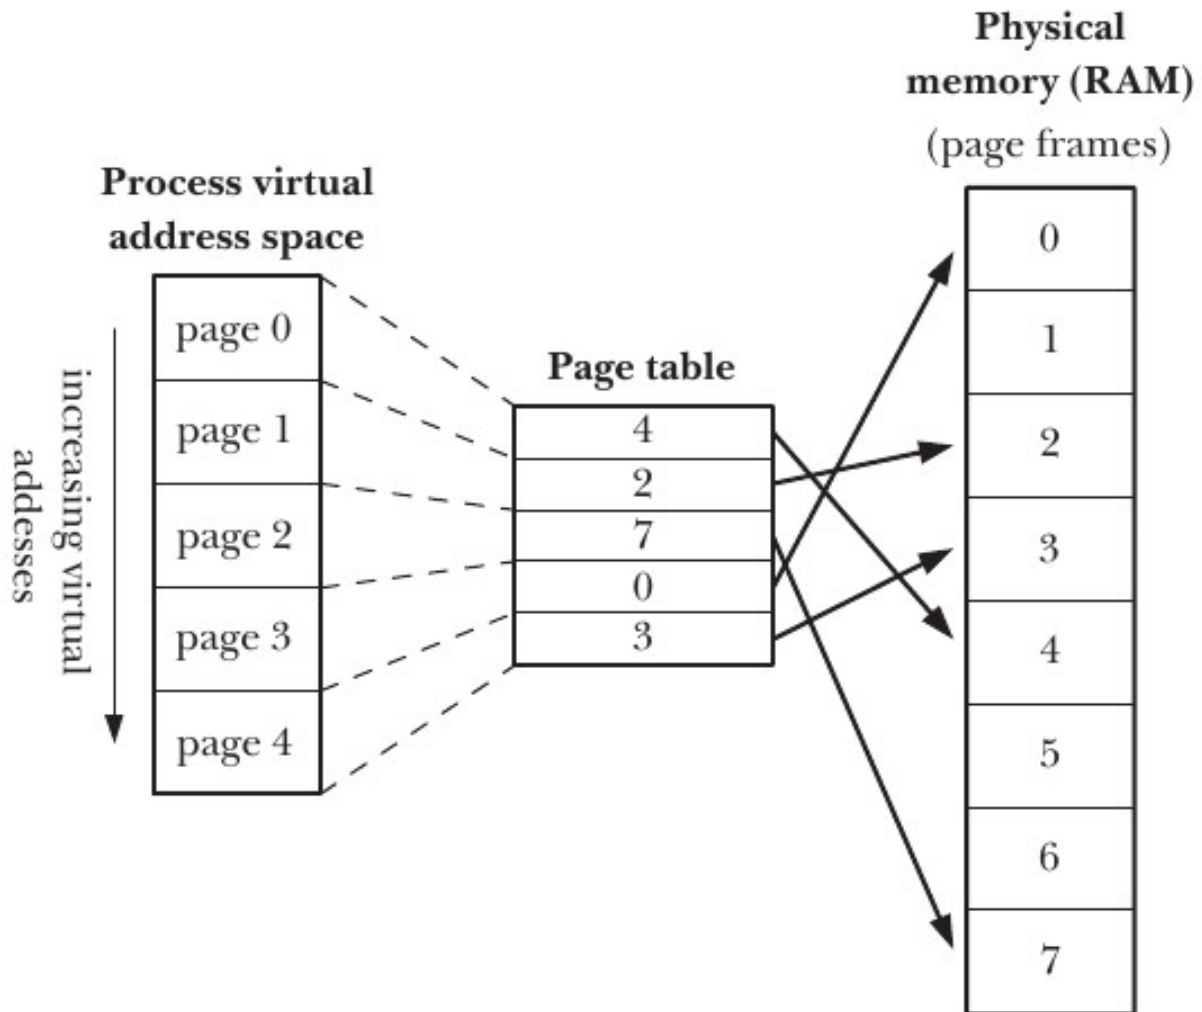 Physical
memory (RAM)
(page frames)
Process virtual
address space
increasing virtual
addesses
page 0
page 1
page 2
page 3
page 4
Page table
4
2
7
0
3
0
1
2
3
4
5
6
7